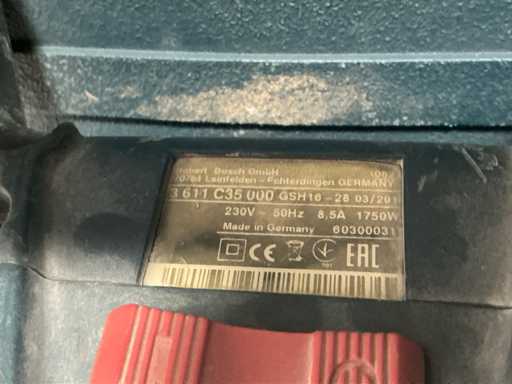 Robert Bosch GmbH
70764 Leinfelden - Echterdingen GERMANY
3 611 C35 000 GSH16-28 03/201
230V ~ 50Hz 8,5A 1750W
Made in Germany 60300031
CE EAC